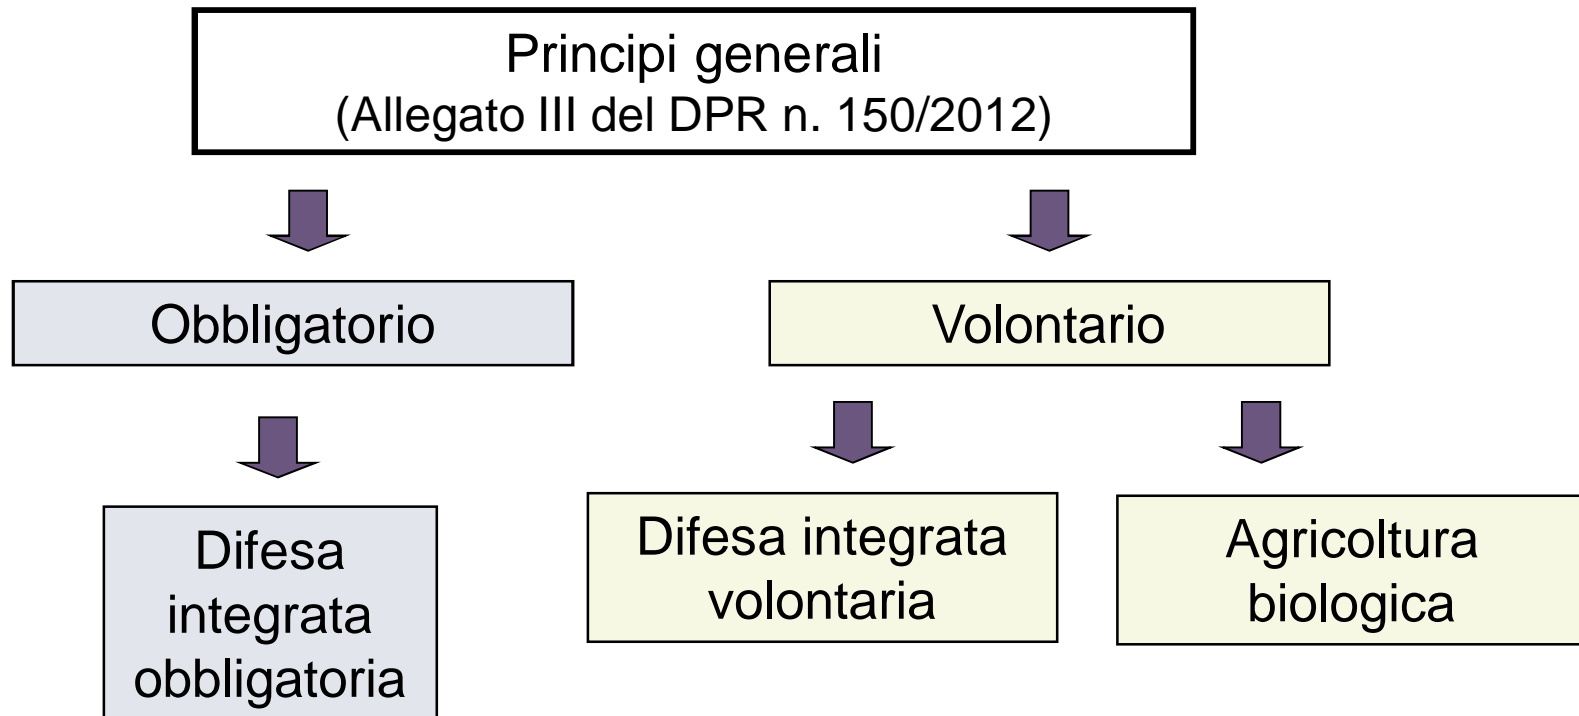 Principi generali
(Allegato III del DPR n. 150/2012)
Obbligatorio
Volontario
Difesa
integrata
obbligatoria
Difesa integrata
volontaria
Agricoltura
biologica